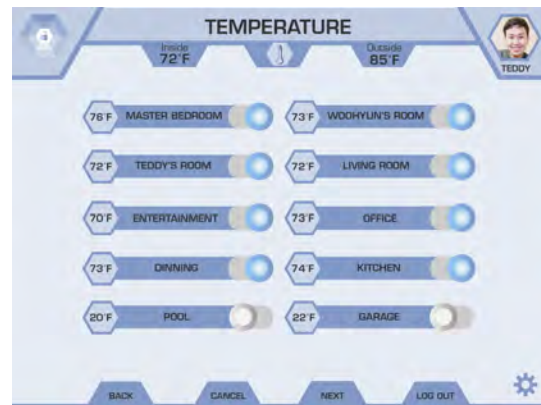 TEMPERATURE
Inside
72°F
Outside
85°F
TEDDY
78°F MASTER BEDROOM
73°F WOOHYUN'S ROOM
72°F TEDDY'S ROOM
72°F LIVING ROOM
70°F ENTERTAINMENT
73°F OFFICE
73°F DINNING
74°F KITCHEN
20°F POOL
22°F GARAGE
BACK
CANCEL
NEXT
LOG OUT